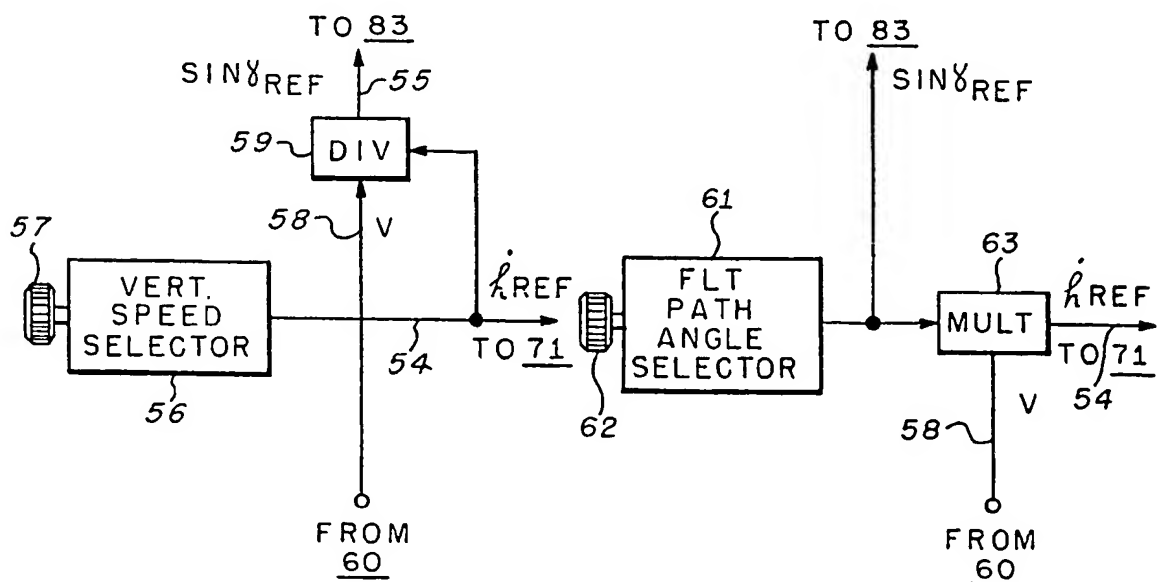 TO 83
SINγREF
55
59
DIV
58
V
57
VERT.
SPEED
SELECTOR
56
ḣREF
54
TO 71
FROM
60
TO 83
SINγREF
61
FLT
PATH
ANGLE
SELECTOR
62
63
MULT
ḣREF
TO 71
54
58
V
FROM
60